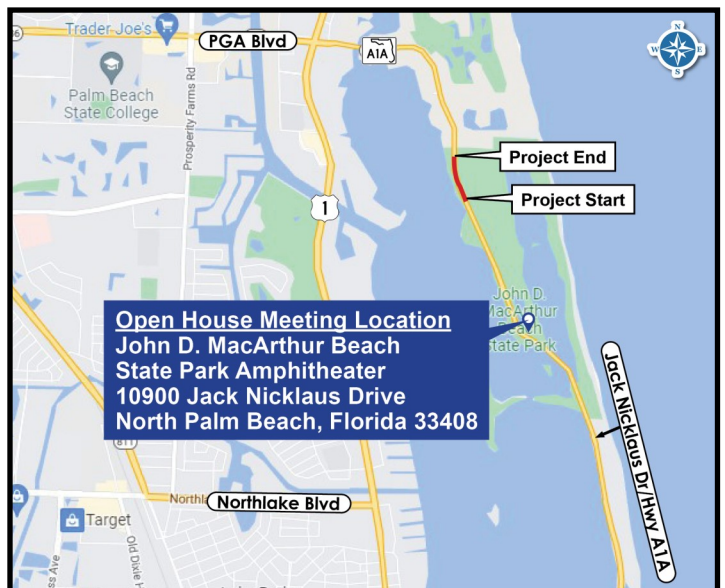 Trader Joe's
PGA Blvd
A1A
N
W
E
S
Palm Beach
State College
Prosperity Farms Rd
Project End
Project Start
1
John D.
MacArthur
Beach
State Park
Open House Meeting Location
John D. MacArthur Beach
State Park Amphitheater
10900 Jack Nicklaus Drive
North Palm Beach, Florida 33408
Jack Nicklaus Dr/Hwy A1A
811
Northlake Blvd
Target
Old Dixie